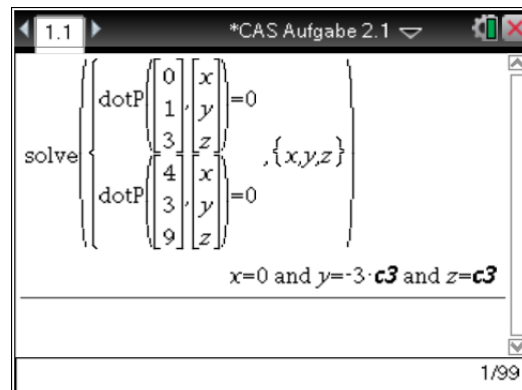 1.1 *CAS Aufgabe 2.1
solve({dotP([0 1 3],[x y z])=0
dotP([4 3 9],[x y z])=0,{x,y,z})
x=0 and y=-3·c3 and z=c3
1/99